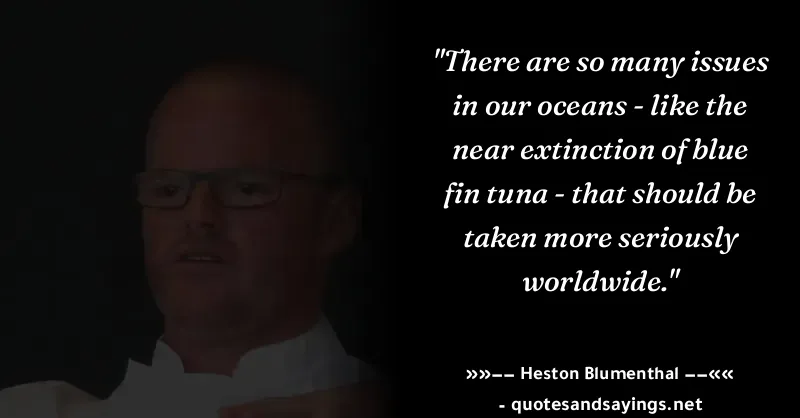 "There are so many issues
in our oceans - like the
near extinction of blue
fin tuna - that should be
taken more seriously
worldwide."
»»−− Heston Blumenthal −−««
- quotesandsayings.net